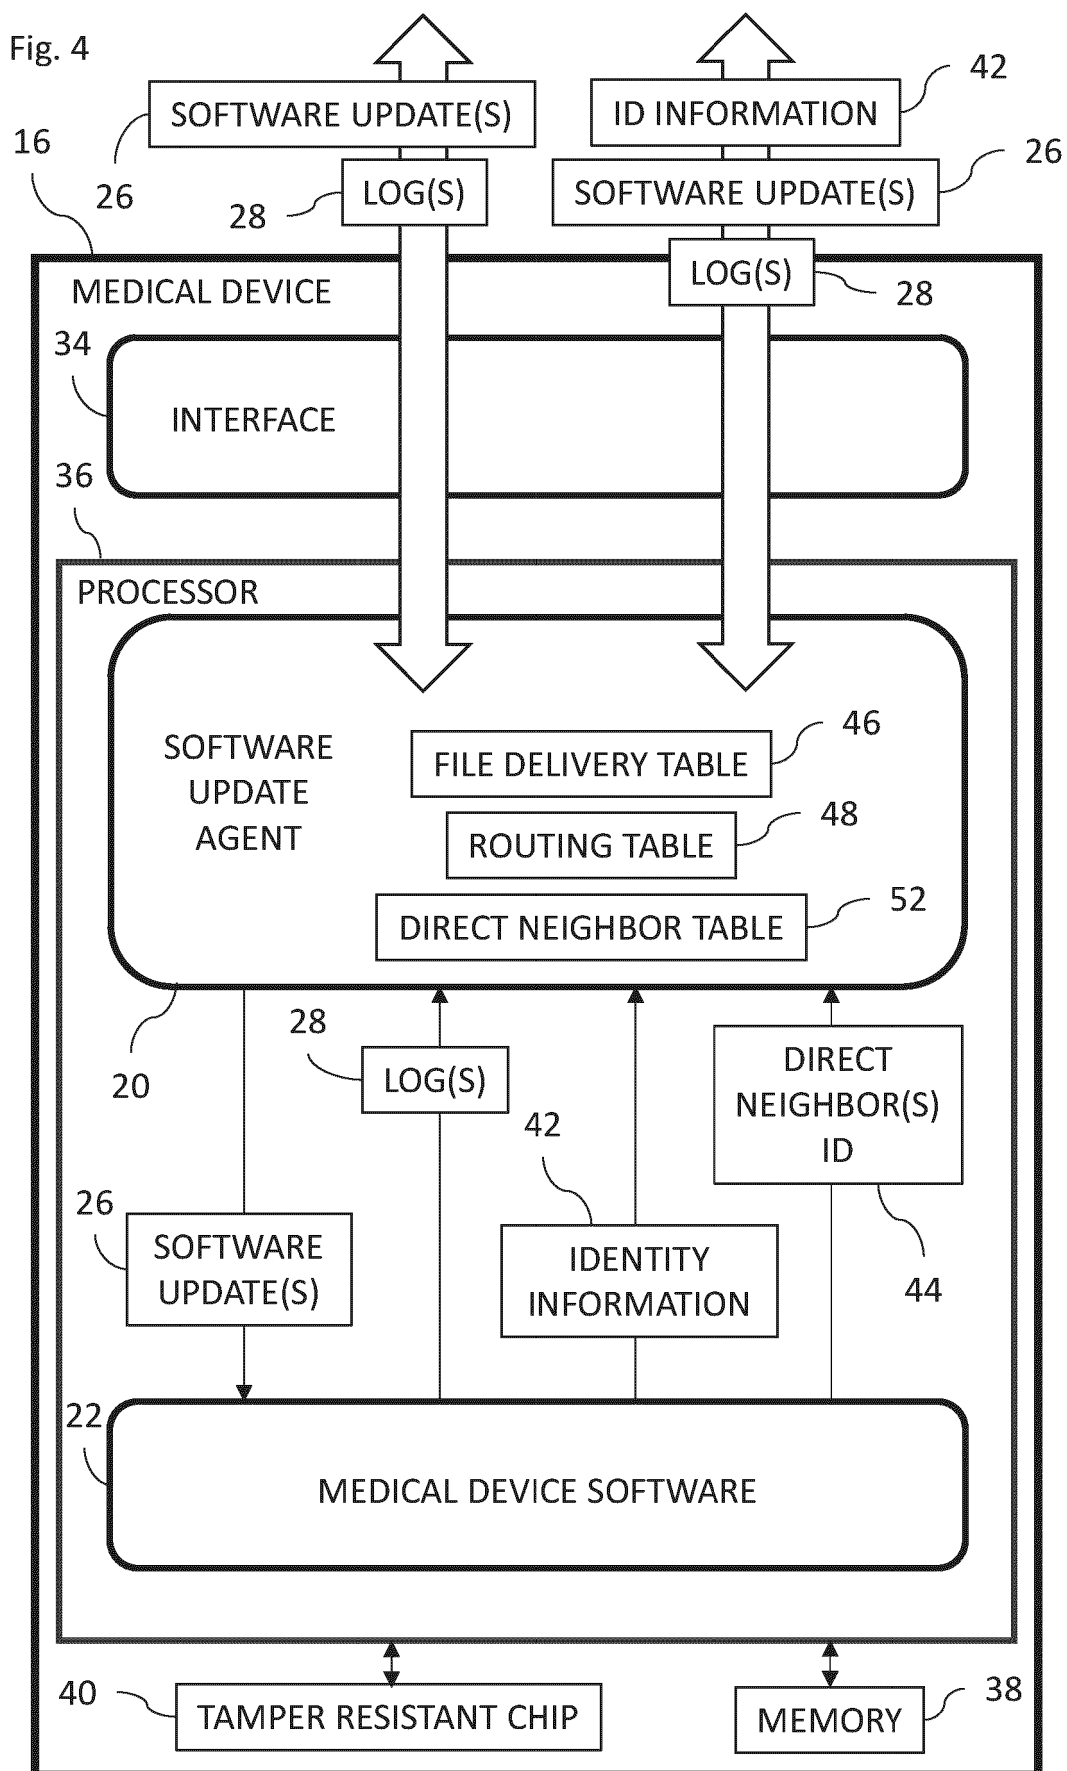 Fig. 4
42
SOFTWARE UPDATE(S)
ID INFORMATION
16
26
26
LOG(S)
SOFTWARE UPDATE(S)
28
LOG(S)
28
MEDICAL DEVICE
34
INTERFACE
36
PROCESSOR
46
SOFTWARE
UPDATE
AGENT
FILE DELIVERY TABLE
48
ROUTING TABLE
52
DIRECT NEIGHBOR TABLE
28
20
LOG(S)
DIRECT
NEIGHBOR(S)
ID
42
26
SOFTWARE
UPDATE(S)
IDENTITY
INFORMATION
44
22
MEDICAL DEVICE SOFTWARE
40
TAMPER RESISTANT CHIP
38
MEMORY